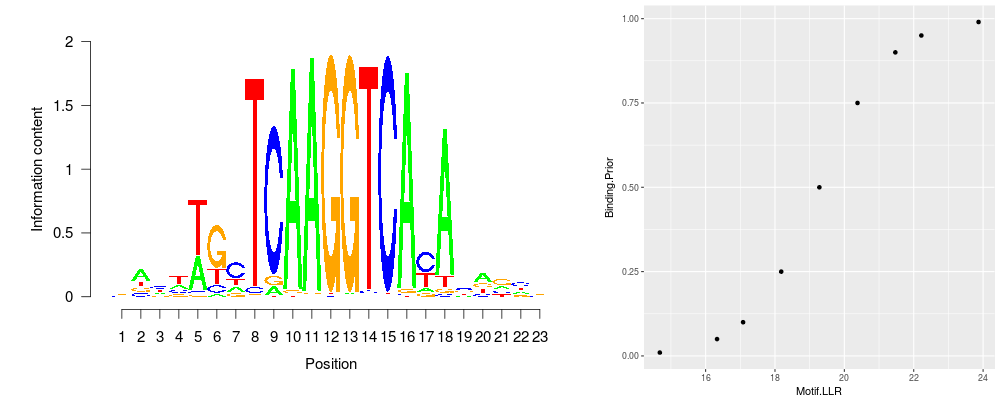 2
1.5
1
0.5
0
Information content
1 2 3 4 5 6 7 8 9 10 11 12 13 14 15 16 17 18 19 20 21 22 23
Position
T A G T C T C T C G A A A G G T C A C T A T A
1.00
0.75
0.50
0.25
0.00
Binding.Prior
16 18 20 22 24
Motif.LLR